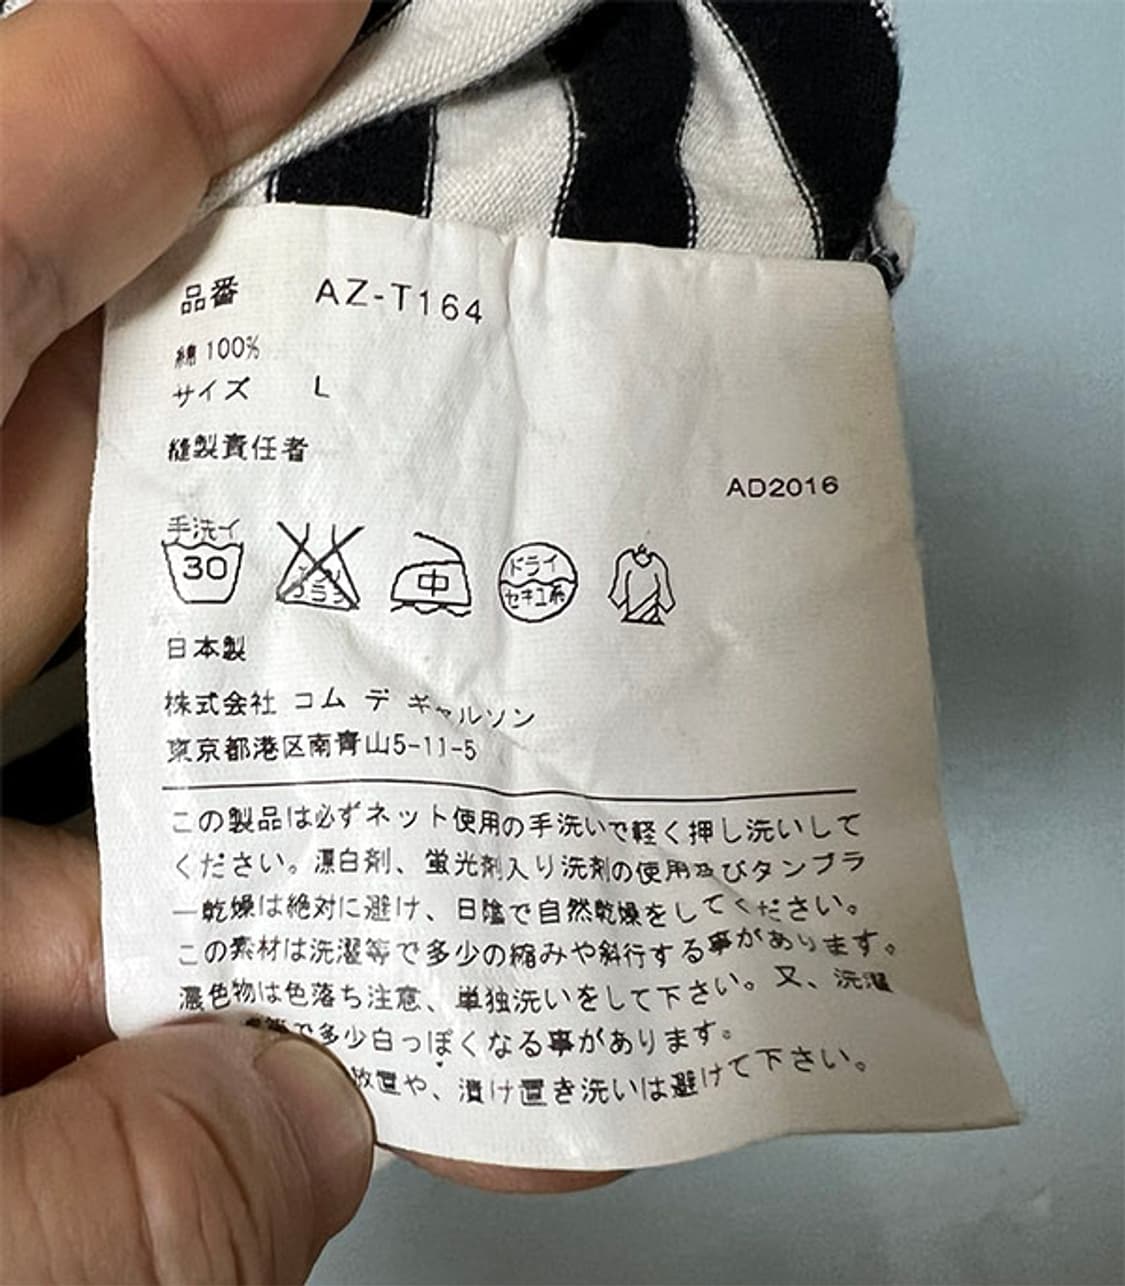 品番 AZ-T164
綿 100%
サイズ L
縫製責任者
AD2016
手洗イ
30
中
ドライ
セキユ系
日本製
株式会社 コム デ ギャルソン
東京都港区南青山5-11-5
この製品は必ずネット使用の手洗いで軽く押し洗いして
ください。漂白剤、蛍光剤入り洗剤の使用及びタンブラ
ー乾燥は絶対に避け、日陰で自然乾燥をしてください。
この素材は洗濯等で多少の縮みや斜行する事があります。
濃色物は色落ち注意、単独洗いをして下さい。又、洗濯
等で多少白っぽくなる事があります。
放置や、漬け置き洗いは避けて下さい。